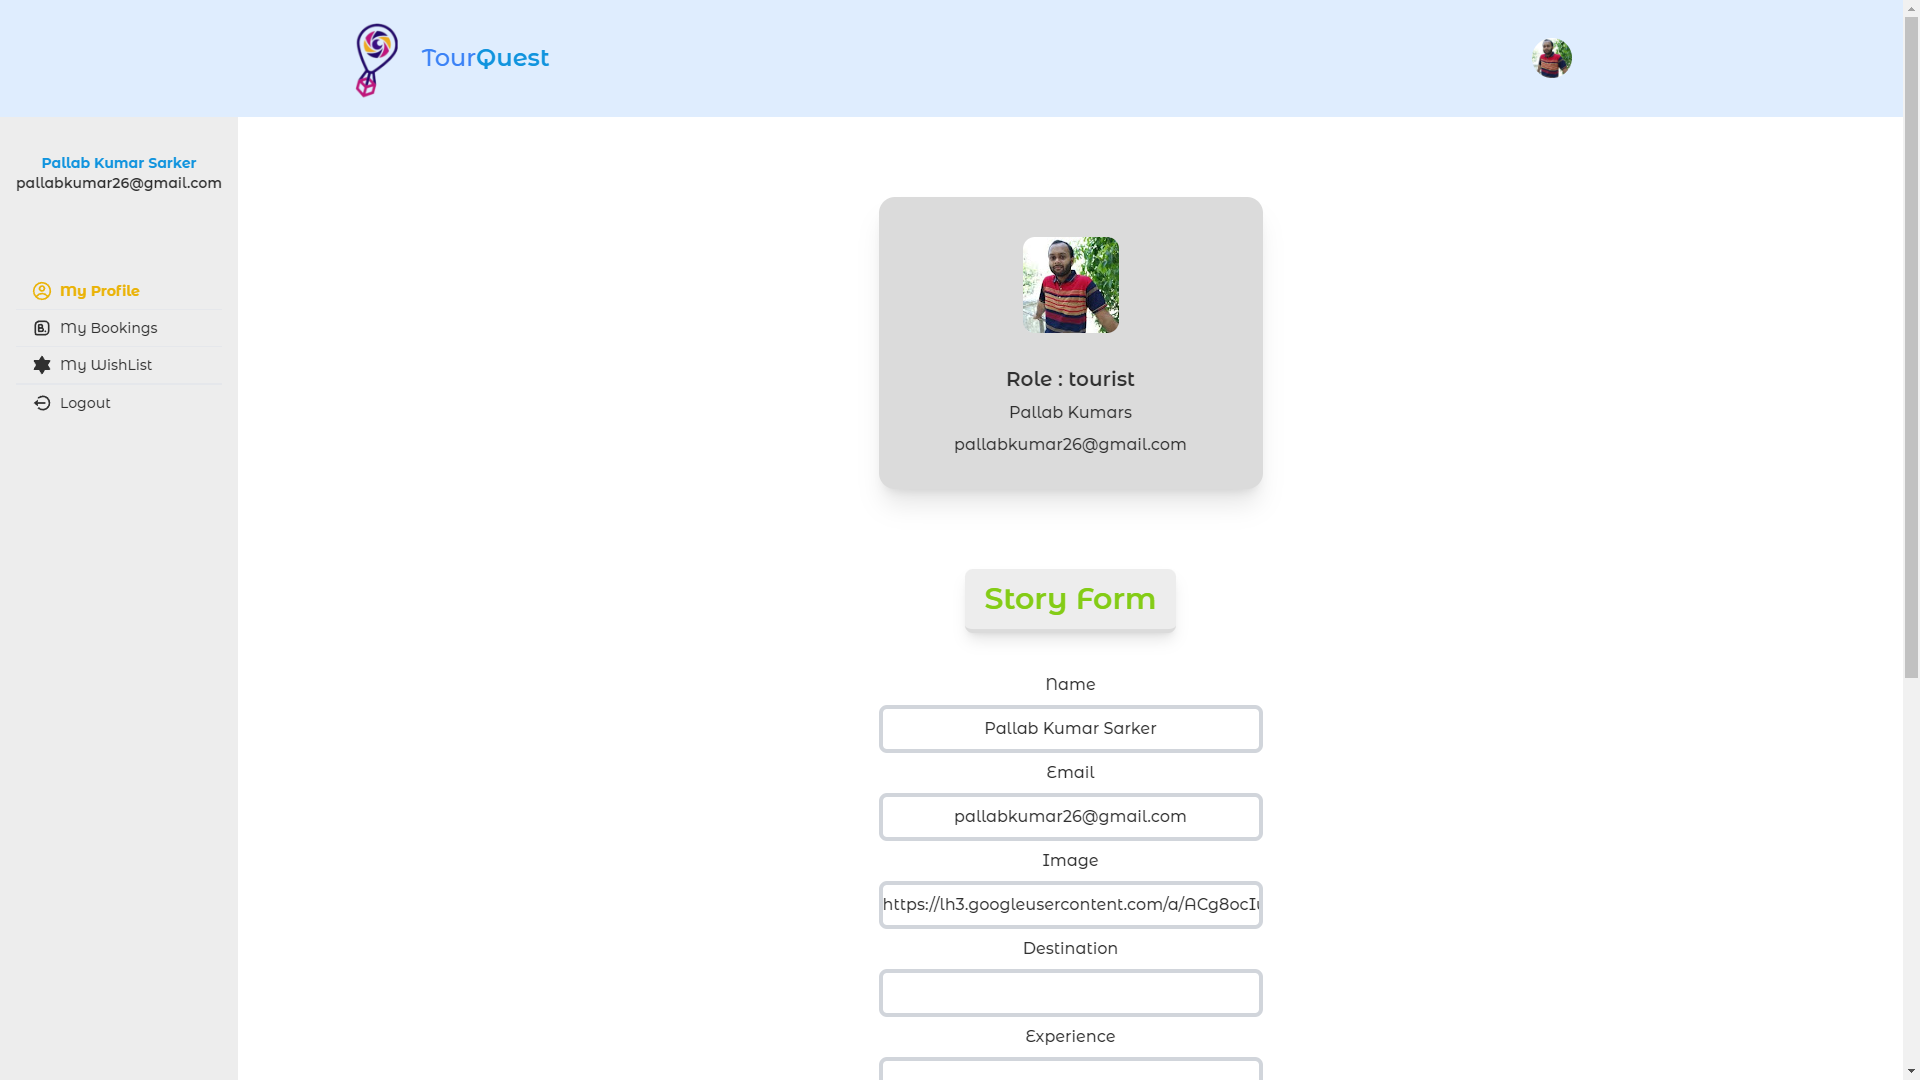 TourQuest
Pallab Kumar Sarker
pallabkumar26@gmail.com
My Profile
My Bookings
My WishList
Logout
Role : tourist
Pallab Kumars
pallabkumar26@gmail.com
Story Form
Name
Pallab Kumar Sarker
Email
pallabkumar26@gmail.com
Image
https://lh3.googleusercontent.com/a/ACg8ocI
Destination
Experience